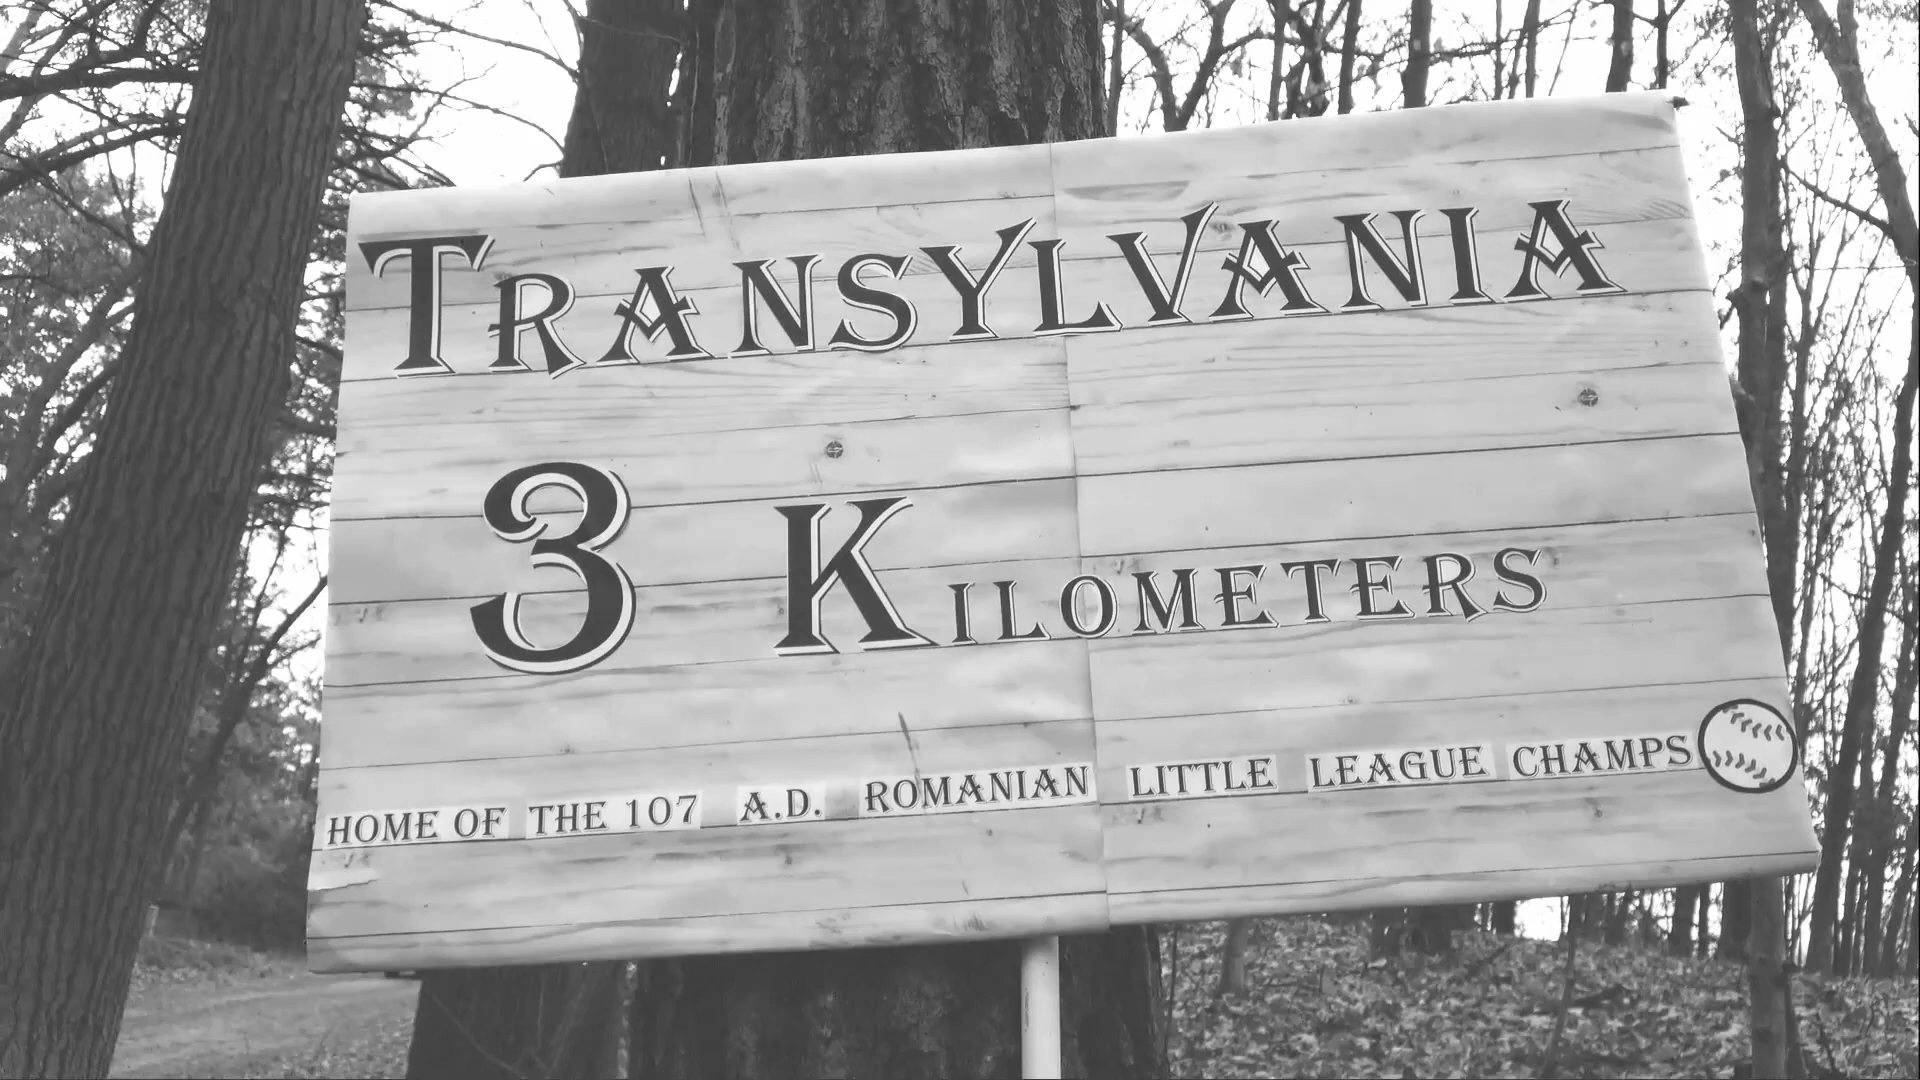 TRANSYLVANIA
3 KILOMETERS
HOME OF THE 107 A.D. ROMANIAN LITTLE LEAGUE CHAMPS